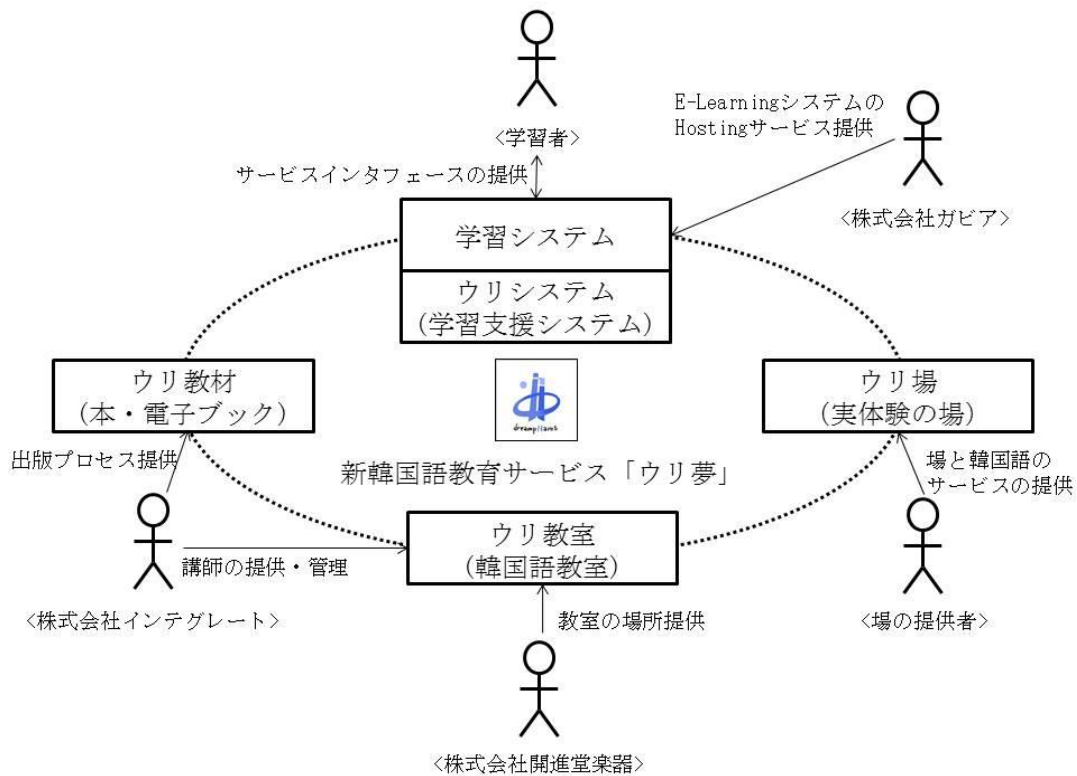 <学習者>
サービスインタフェースの提供
E-Learningシステムの
Hostingサービス提供
<株式会社ガビア>
学習システム
ウリシステム
(学習支援システム)
ウリ教材
(本・電子ブック)
ウリ場
(実体験の場)
新韓国語教育サービス「ウリ夢」
出版プロセス提供
場と韓国語の
サービスの提供
ウリ教室
(韓国語教室)
講師の提供・管理
<株式会社インテグレート>
教室の場所提供
<場の提供者>
<株式会社開進堂楽器>